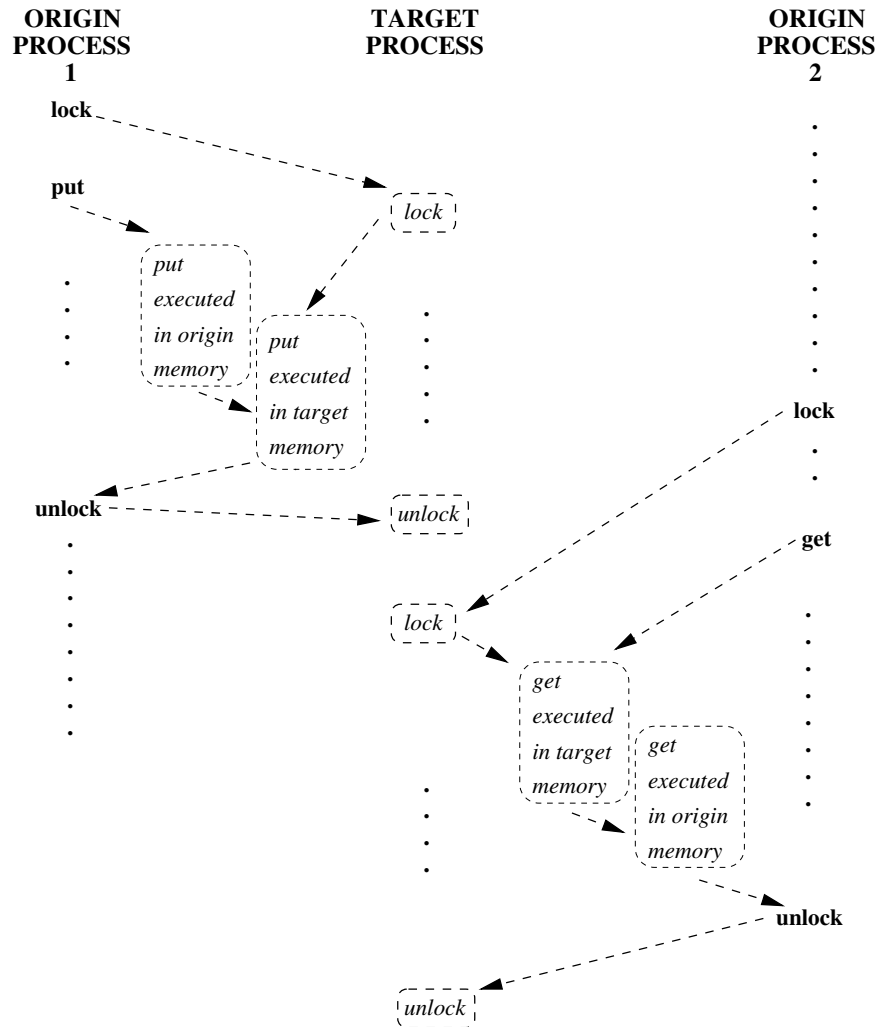 ORIGIN
PROCESS
1
TARGET
PROCESS
ORIGIN
PROCESS
2
lock
put
lock
put
executed
in origin
memory
put
executed
in target
memory
lock
unlock
unlock
get
lock
get
executed
in target
memory
get
executed
in origin
memory
unlock
unlock